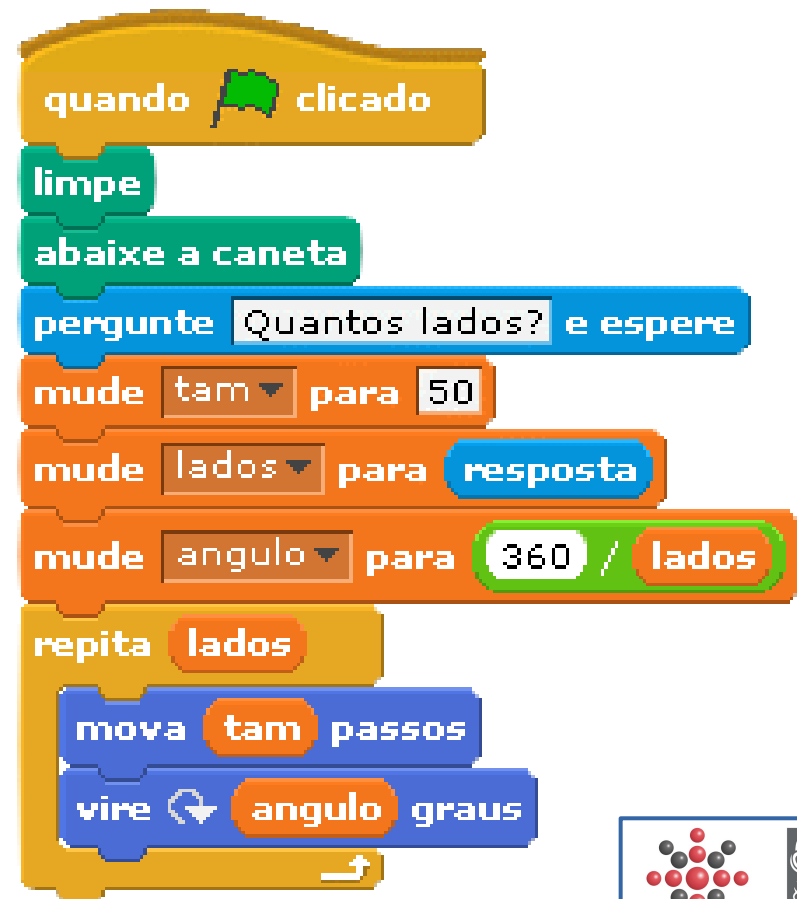 quando clicado
limpe
abaixe a caneta
pergunte Quantos lados? e espere
mude tam para 50
mude lados para resposta
mude angulo para 360 / lados
repita lados
mova tam passos
vire angulo graus